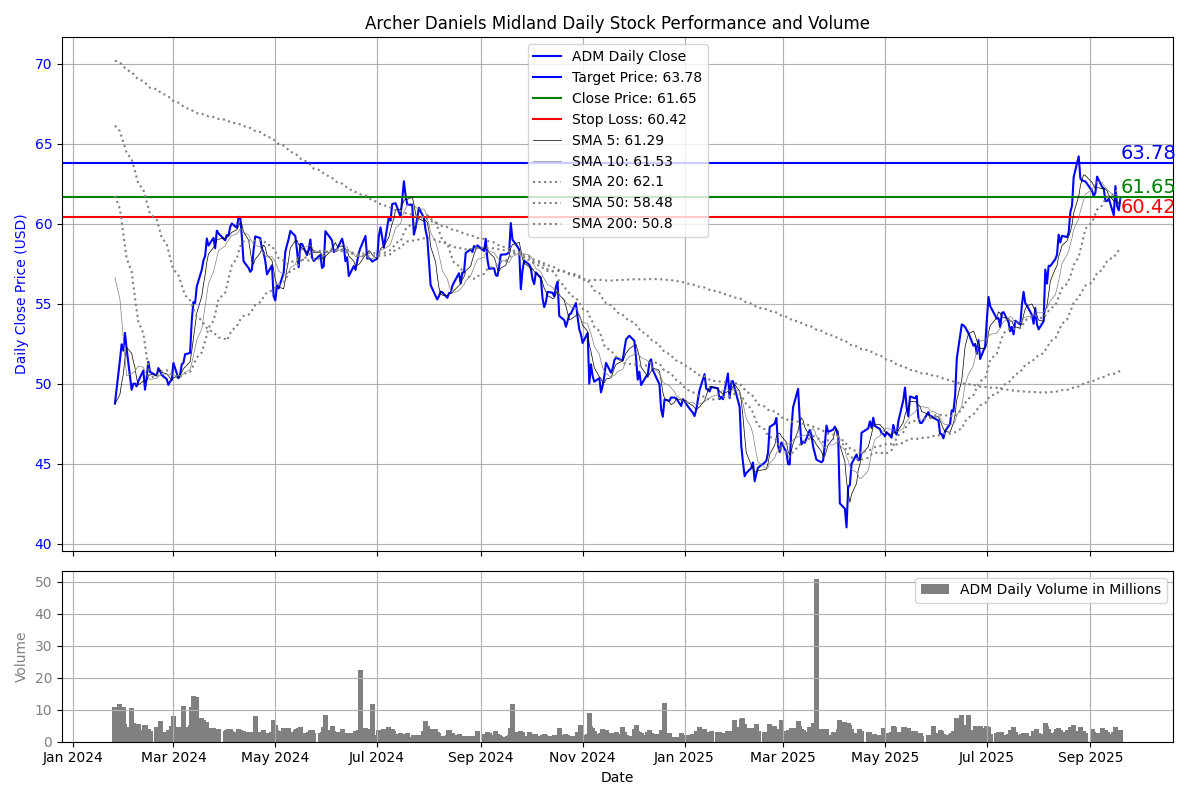 Archer Daniels Midland Daily Stock Performance and Volume
70
65
60
55
50
45
40
Daily Close Price (USD)
ADM Daily Close
Target Price: 63.78
Close Price: 61.65
Stop Loss: 60.42
SMA 5: 61.29
SMA 10: 61.53
SMA 20: 62.1
SMA 50: 58.48
SMA 200: 50.8
63.78
61.65
60.42
50
40
30
20
10
0
Volume
ADM Daily Volume in Millions
Jan 2024
Mar 2024
May 2024
Jul 2024
Sep 2024
Nov 2024
Jan 2025
Mar 2025
May 2025
Jul 2025
Sep 2025
Date